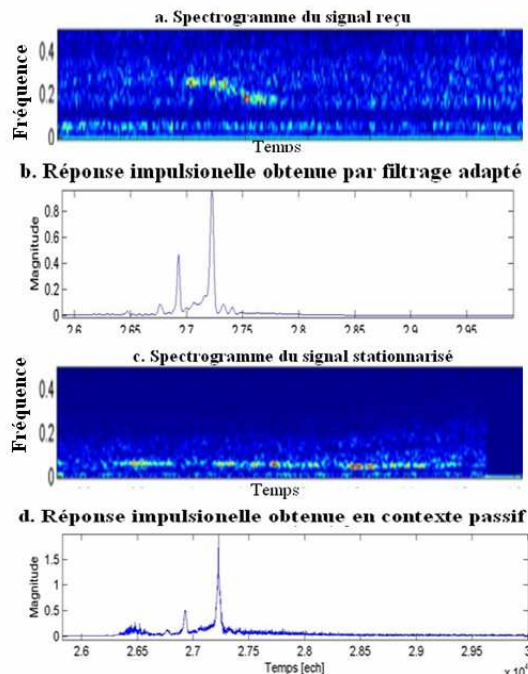 a. Spectrogramme du signal reçu
Fréquence
0.4
0.2
0
Temps
b. Réponse impulsionelle obtenue par filtrage adapté
Magnitude
0.8
0.6
0.4
0.2
0
2.6 2.65 2.7 2.75 2.8 2.85 2.9 2.95
c. Spectrogramme du signal stationnarisé
Fréquence
0.4
0.2
0
Temps
d. Réponse impulsionelle obtenue en contexte passif
Magnitude
1.5
1
0.5
0
2.6 2.65 2.7 2.75 2.8 2.85 2.9 2.95 3
Temps [ech]